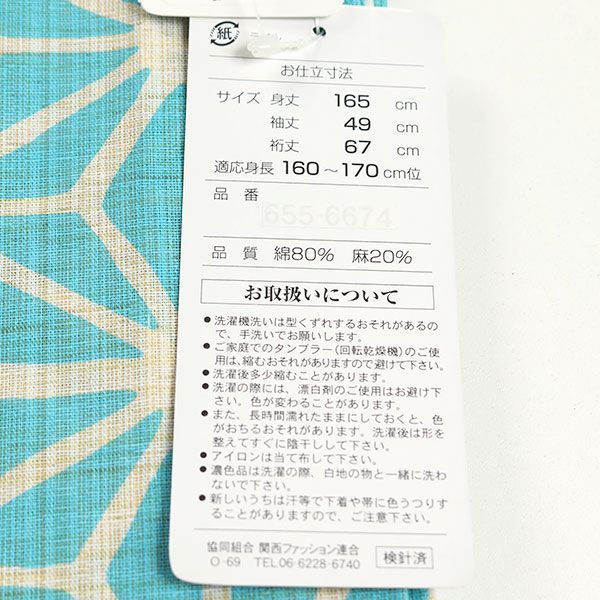 紙
お仕立寸法
サイズ 身丈 165 cm
袖丈 49 cm
裄丈 67 cm
適応身長 160～170cm位
品 番
655-6674
品 質 綿80% 麻20%
お取扱いについて
●洗濯機洗いは型くずれするおそれがあるの
で、手洗いでお願いします。
●ご家庭でのタンブラー(回転乾燥機)のご使
用は、縮むおそれがありますので避けて下さい。
●洗濯後多少縮むことがあります。
●洗濯の際には、漂白剤のご使用はお避け下
さい。色が変わることがあります。
●また、長時間濡れたままにしておくと、色
がおちるおそれがあります。洗濯後は形を
整えてすぐに陰干しして下さい。
●アイロンは当て布して下さい。
●濃色品は洗濯の際、白地の物と一緒に洗わ
ないで下さい。
●新しいうちは汗等で下着や帯に色うつりす
ることがありますので、ご注意下さい。
協同組合 関西ファッション連合
O-69 TEL06-6228-6740
検針済